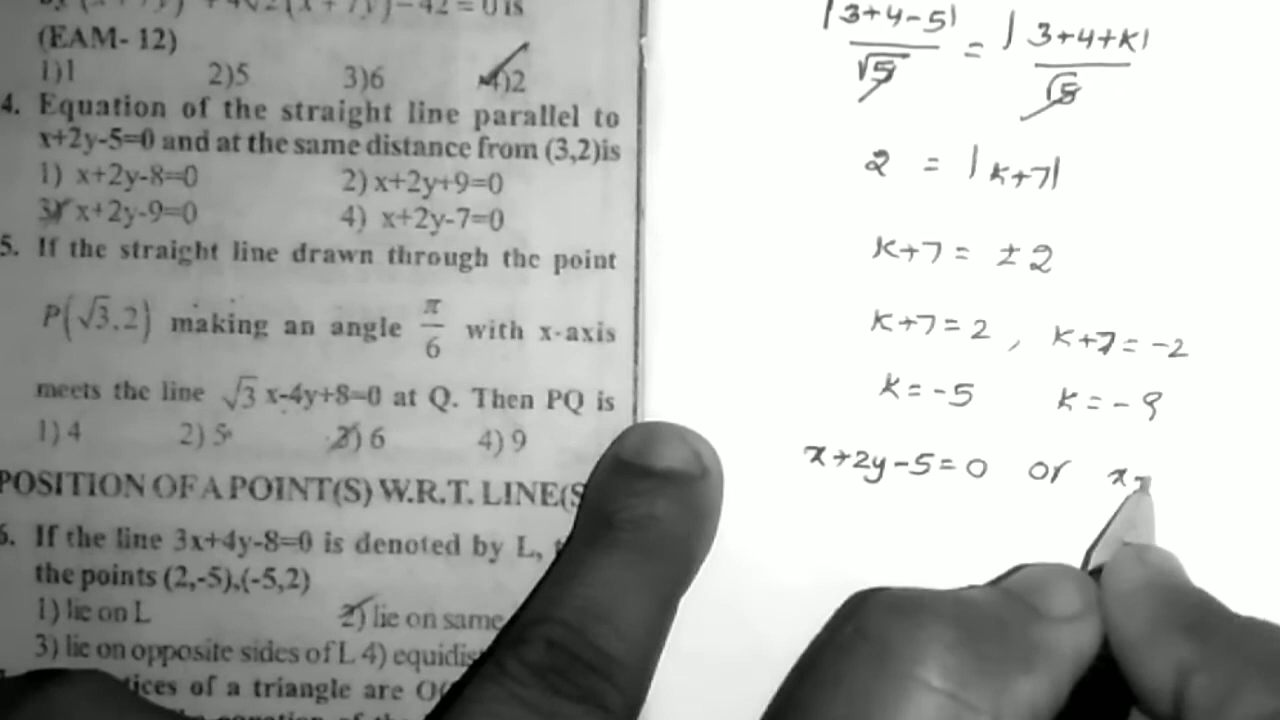 (EAM- 12)
1)1 2)5 3)6 4)2
4. Equation of the straight line parallel to
x+2y-5=0 and at the same distance from (3,2)is
1) x+2y-8=0 2) x+2y+9=0
3) x+2y-9=0 4) x+2y-7=0
5. If the straight line drawn through the point
P(√3,2) making an angle π/6 with x-axis
meets the line √3 x-4y+8=0 at Q. Then PQ is
1) 4 2) 5 3) 6 4) 9
POSITION OF A POINT(S) W.R.T. LINE(S
6. If the line 3x+4y-8=0 is denoted by L,
the points (2,-5),(-5,2)
1) lie on L 2) lie on same
3) lie on opposite sides of L 4)
of a triangle are
|3+4-5|/√5 = |3+4+k|/√5
2 = |k+7|
k+7 = ±2
k+7=2 , k+7=-2
k=-5 k=-9
x+2y-5=0 or x